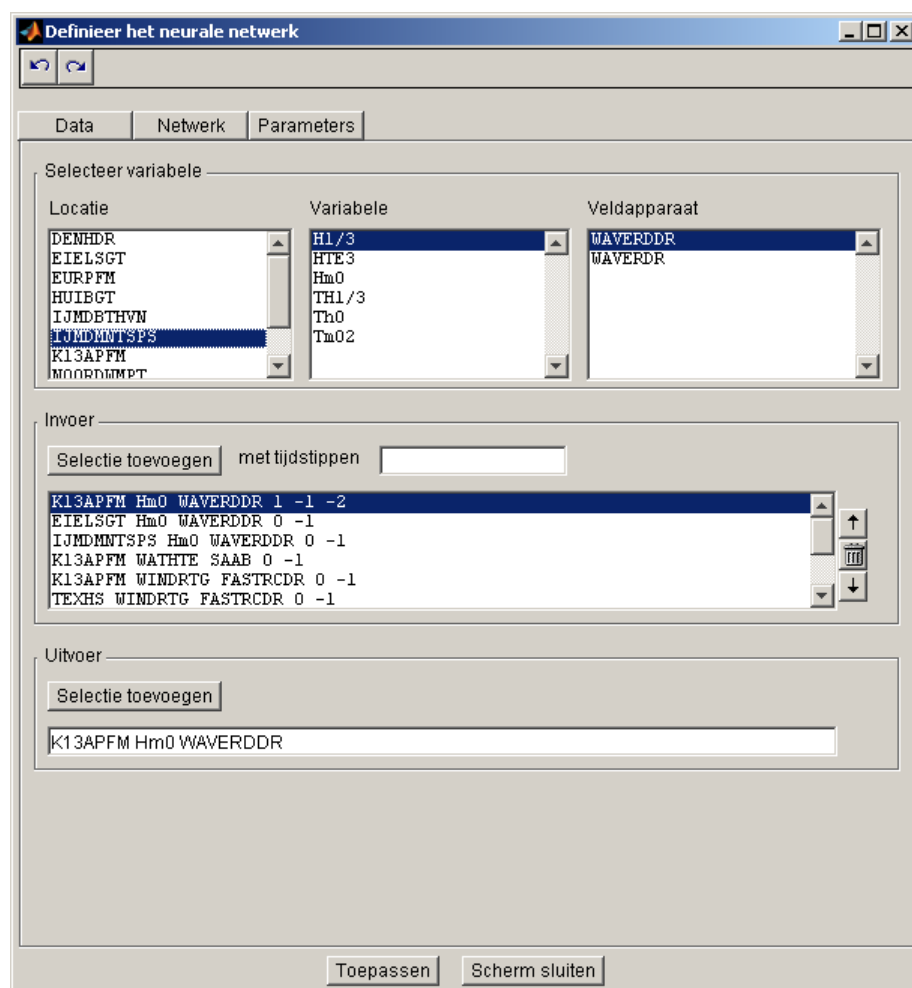 Definieer het neurale netwerk
Data Netwerk Parameters
Selecteer variabele
Locatie Variabele Veldapparaat
DENHDR
EIELSGT
EURPFM
HUIBGT
IJMDBTHVN
IJMDMNTSPS
K13APFM
NOORDWMPT
H1/3
HTE3
Hm0
TH1/3
Th0
Tm02
WAVERDDR
WAVERDR
Invoer
Selectie toevoegen met tijdstippen
K13APFM Hm0 WAVERDDR 1 -1 -2
EIELSGT Hm0 WAVERDDR 0 -1
IJMDMNTSPS Hm0 WAVERDDR 0 -1
K13APFM WATHTE SAAB 0 -1
K13APFM WINDRTG FASTRCDR 0 -1
TEXHS WINDRTG FASTRCDR 0 -1
Uitvoer
Selectie toevoegen
K13APFM Hm0 WAVERDDR
Toepassen Scherm sluiten